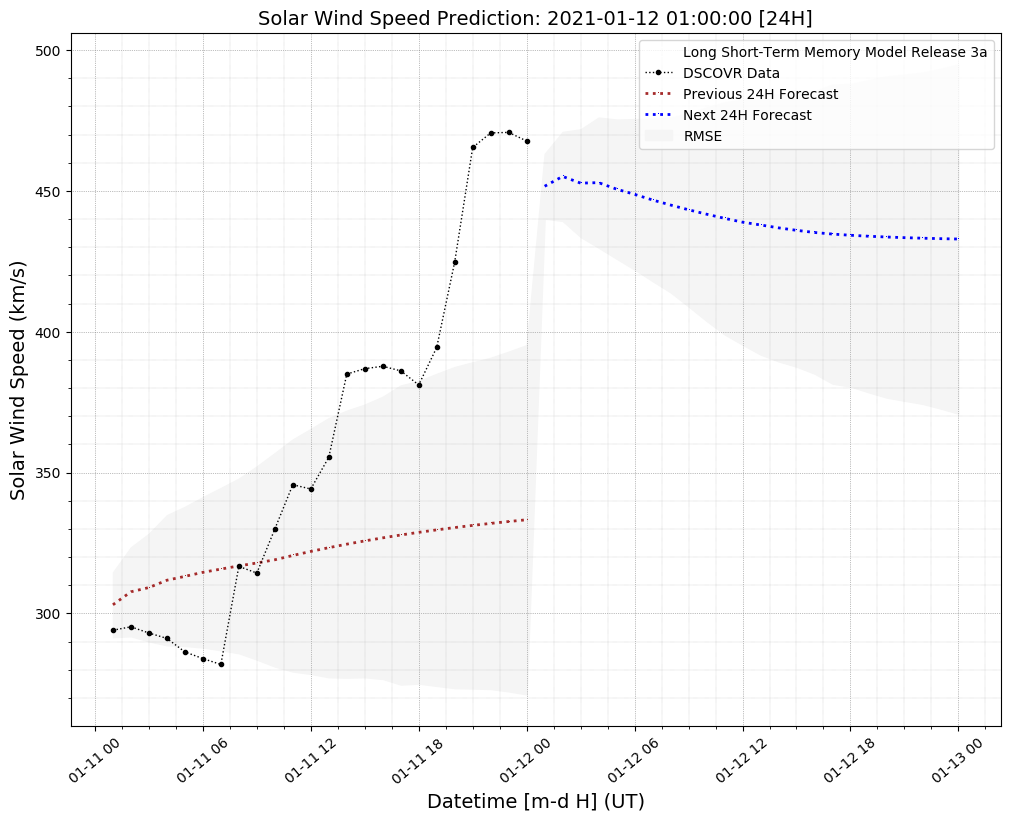 Solar Wind Speed Prediction: 2021-01-12 01:00:00 [24H]
Long Short-Term Memory Model Release 3a
DSCOVR Data
Previous 24H Forecast
Next 24H Forecast
RMSE
Solar Wind Speed (km/s)
500
450
400
350
300
01-11 00
01-11 06
01-11 12
01-11 18
01-12 00
01-12 06
01-12 12
01-12 18
01-13 00
Datetime [m-d H] (UT)